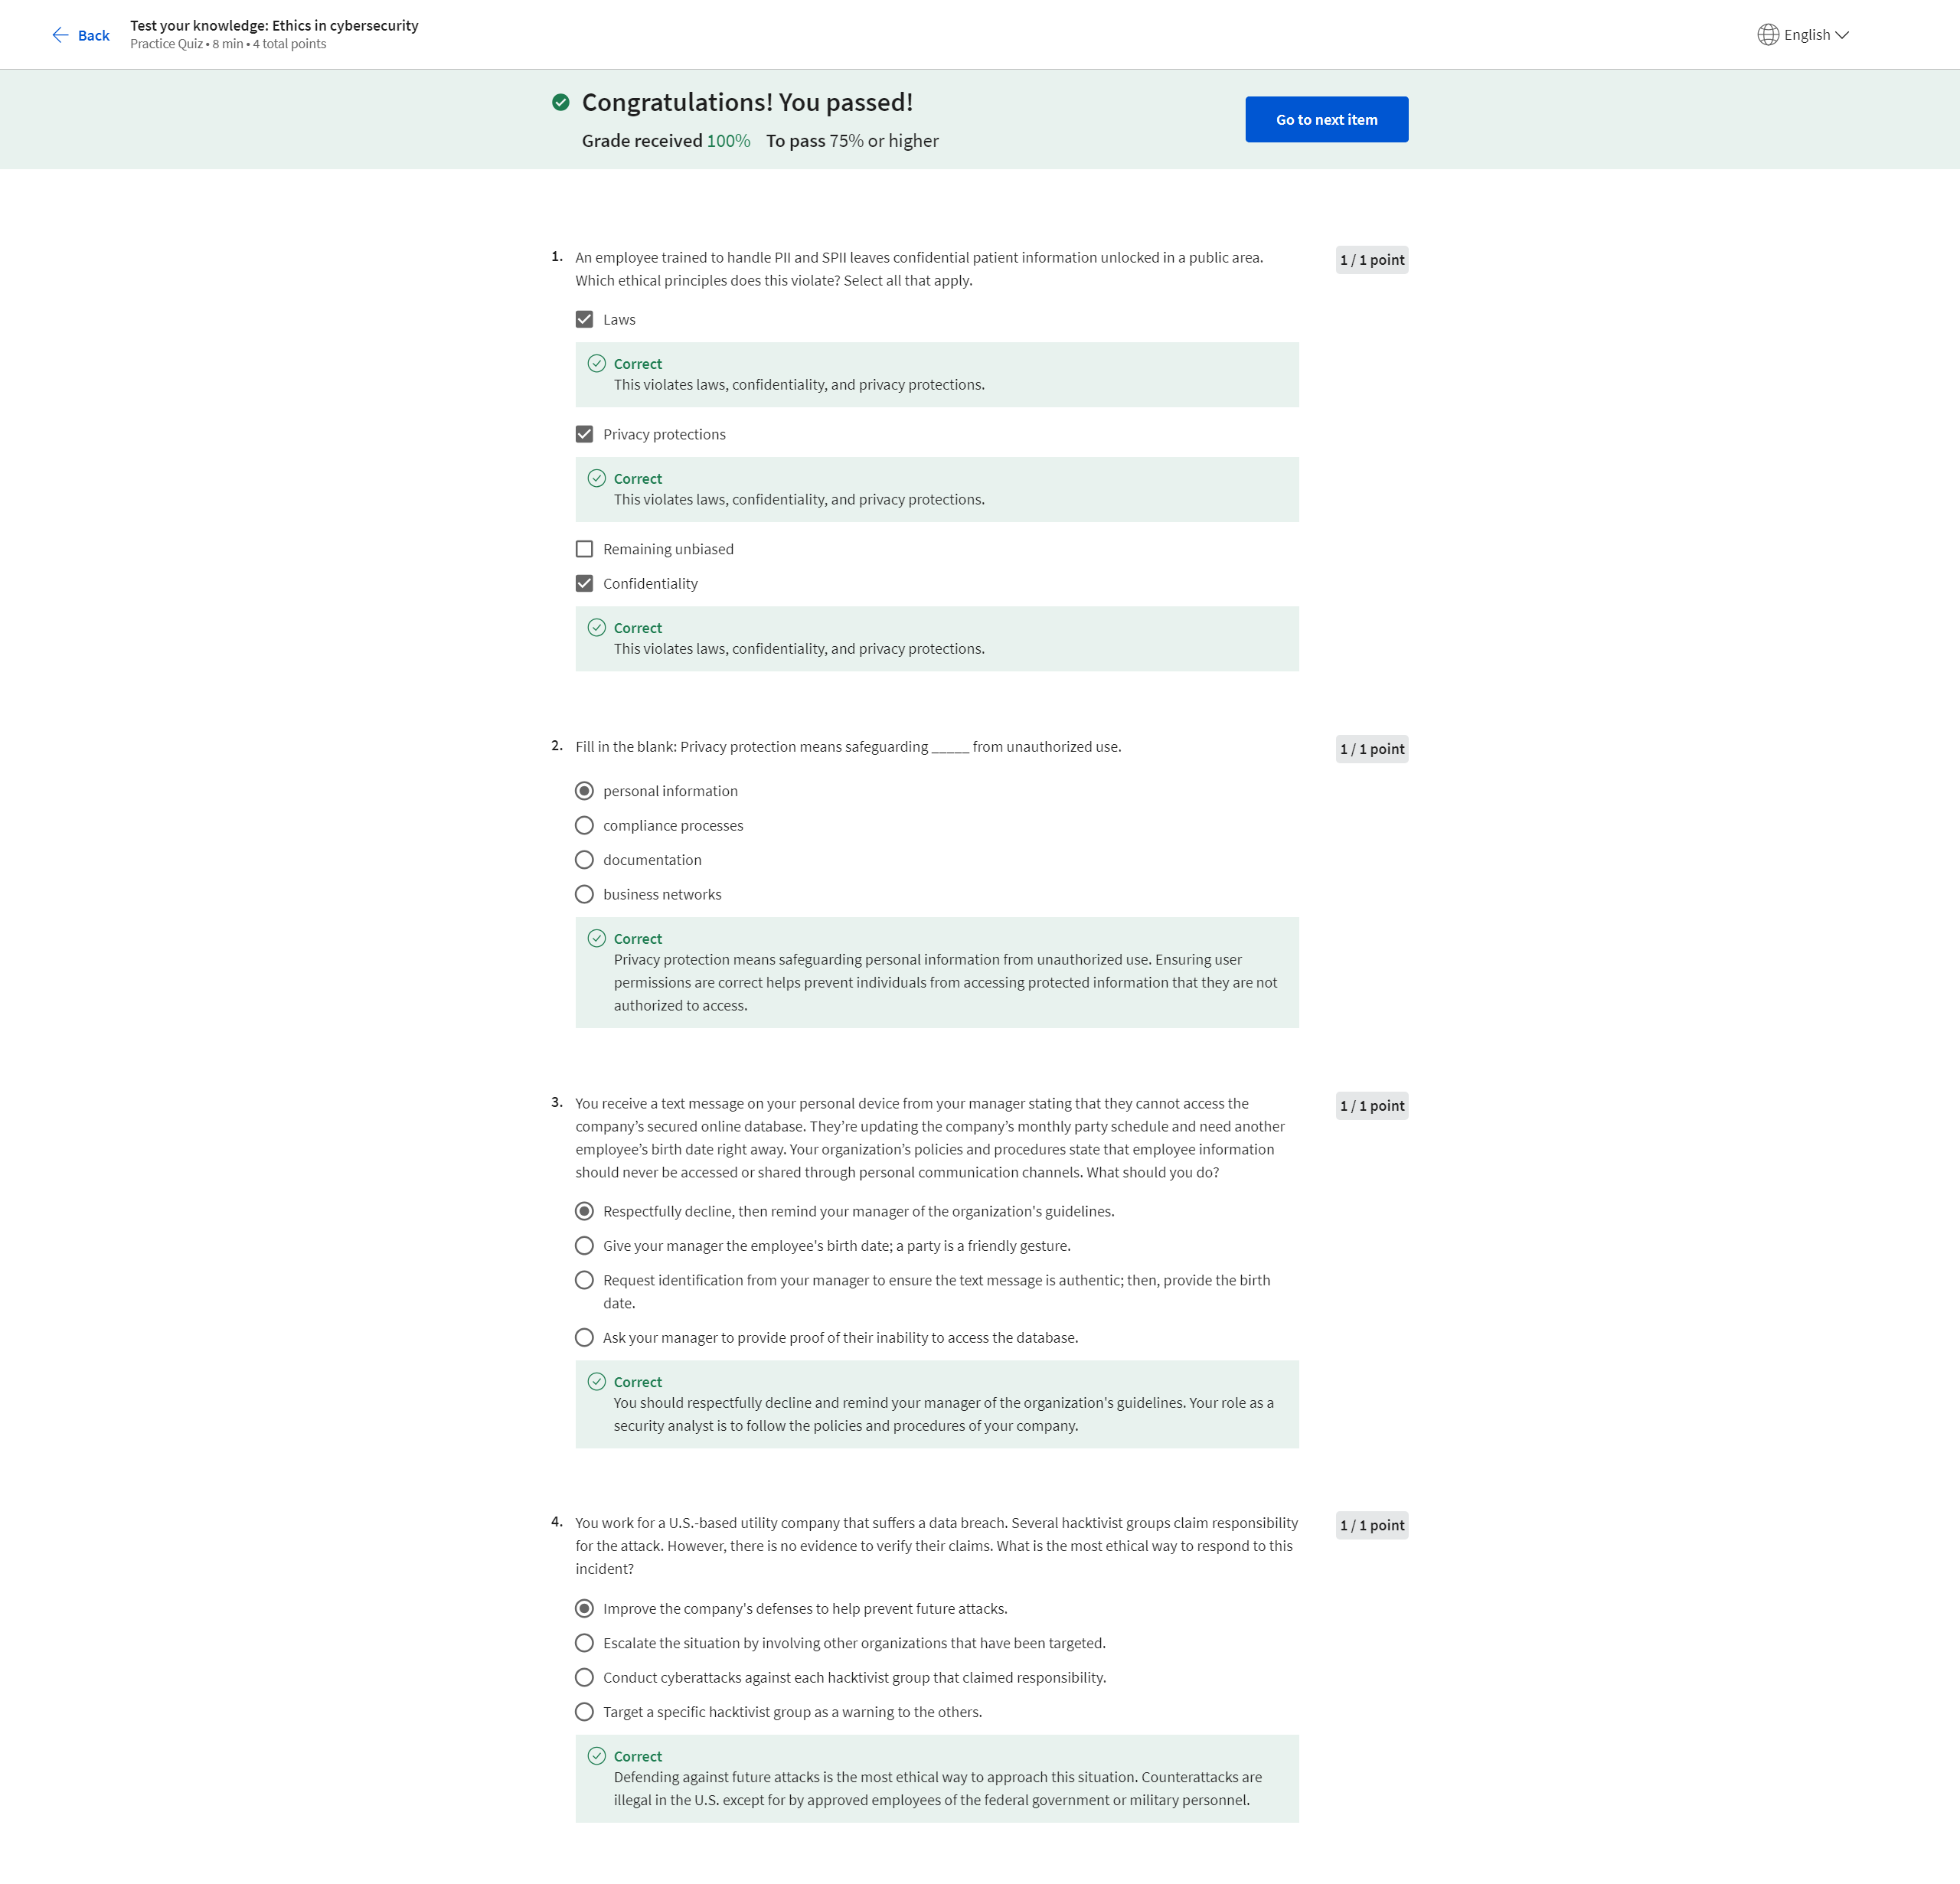 Back
Test your knowledge: Ethics in cybersecurity
Practice Quiz • 8 min • 4 total points
English
Congratulations! You passed!
Grade received 100% To pass 75% or higher
Go to next item
1. An employee trained to handle PII and SPII leaves confidential patient information unlocked in a public area.
Which ethical principles does this violate? Select all that apply.
1 / 1 point
Laws
Correct
This violates laws, confidentiality, and privacy protections.
Privacy protections
Correct
This violates laws, confidentiality, and privacy protections.
Remaining unbiased
Confidentiality
Correct
This violates laws, confidentiality, and privacy protections.
2. Fill in the blank: Privacy protection means safeguarding _____ from unauthorized use.
1 / 1 point
personal information
compliance processes
documentation
business networks
Correct
Privacy protection means safeguarding personal information from unauthorized use. Ensuring user
permissions are correct helps prevent individuals from accessing protected information that they are not
authorized to access.
3. You receive a text message on your personal device from your manager stating that they cannot access the
company’s secured online database. They’re updating the company’s monthly party schedule and need another
employee’s birth date right away. Your organization’s policies and procedures state that employee information
should never be accessed or shared through personal communication channels. What should you do?
1 / 1 point
Respectfully decline, then remind your manager of the organization's guidelines.
Give your manager the employee's birth date; a party is a friendly gesture.
Request identification from your manager to ensure the text message is authentic; then, provide the birth
date.
Ask your manager to provide proof of their inability to access the database.
Correct
You should respectfully decline and remind your manager of the organization's guidelines. Your role as a
security analyst is to follow the policies and procedures of your company.
4. You work for a U.S.-based utility company that suffers a data breach. Several hacktivist groups claim responsibility
for the attack. However, there is no evidence to verify their claims. What is the most ethical way to respond to this
incident?
1 / 1 point
Improve the company's defenses to help prevent future attacks.
Escalate the situation by involving other organizations that have been targeted.
Conduct cyberattacks against each hacktivist group that claimed responsibility.
Target a specific hacktivist group as a warning to the others.
Correct
Defending against future attacks is the most ethical way to approach this situation. Counterattacks are
illegal in the U.S. except for by approved employees of the federal government or military personnel.